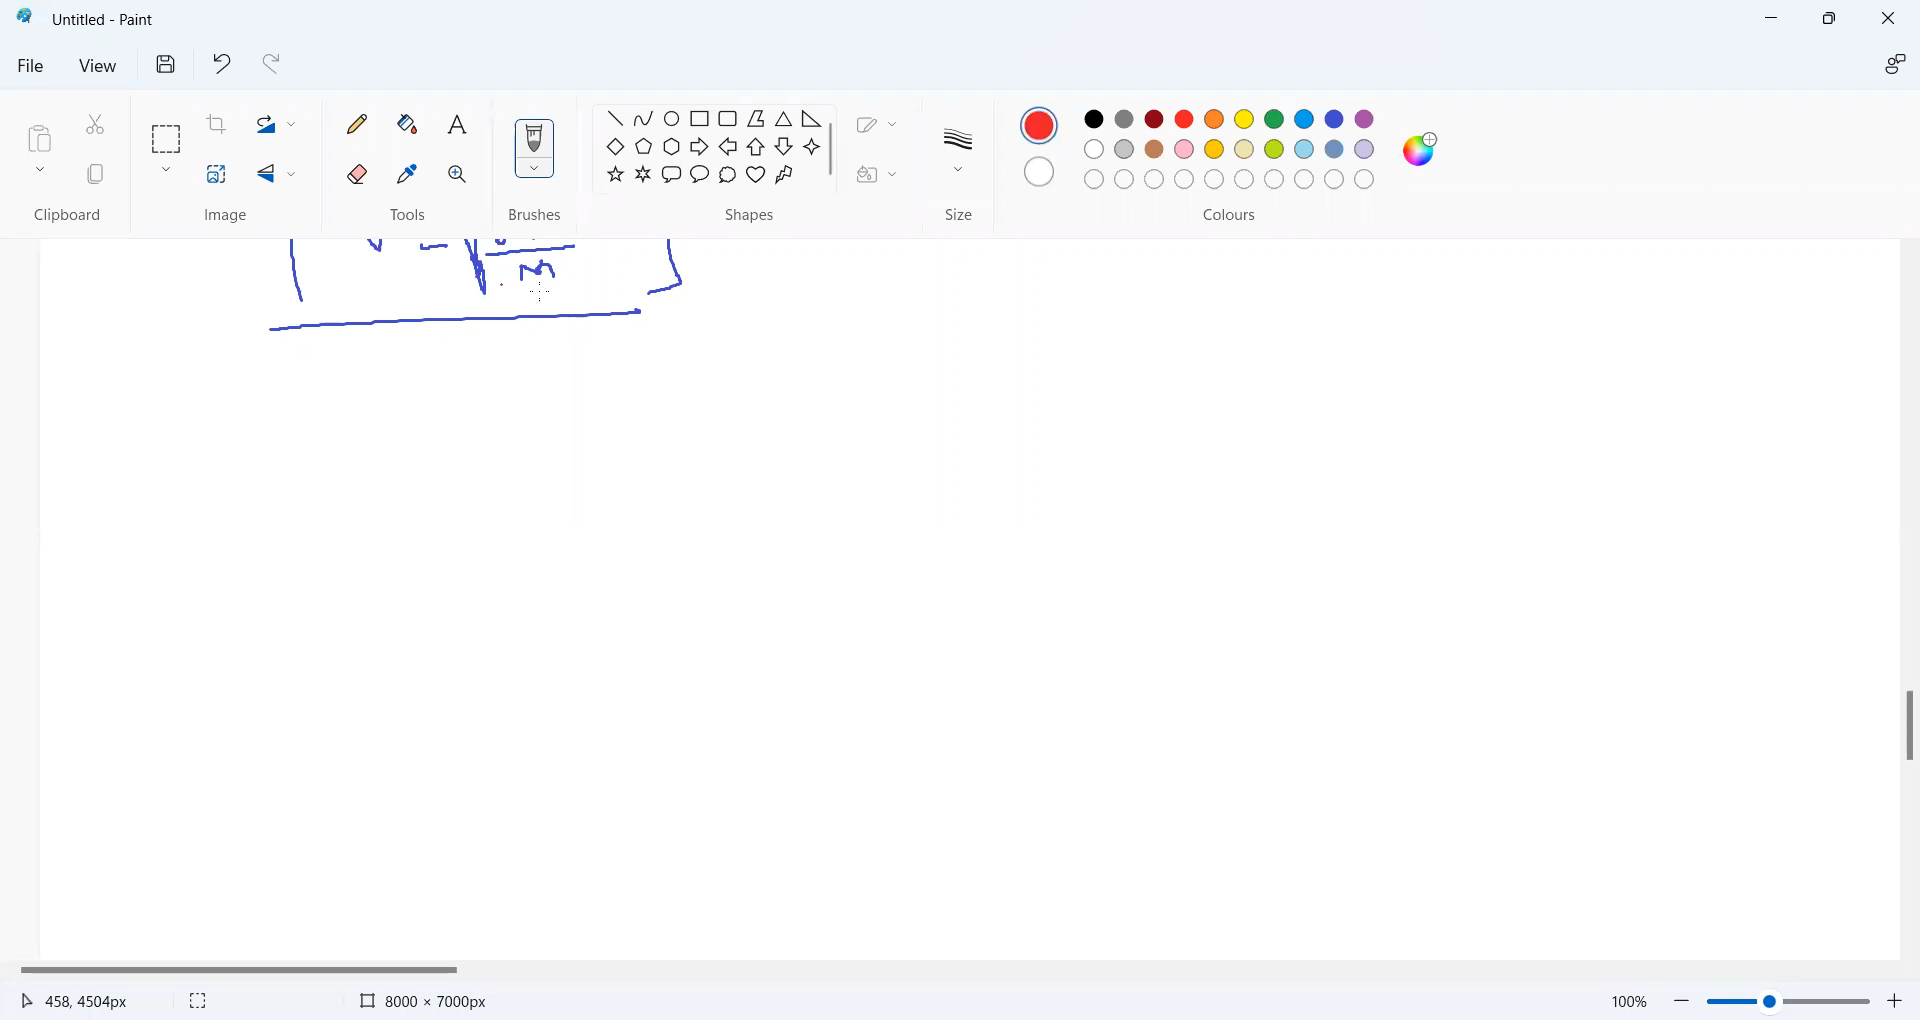 Untitled - Paint
File View
Clipboard Image Tools Brushes Shapes Size Colours
M
458, 4504px 8000 × 7000px 100%